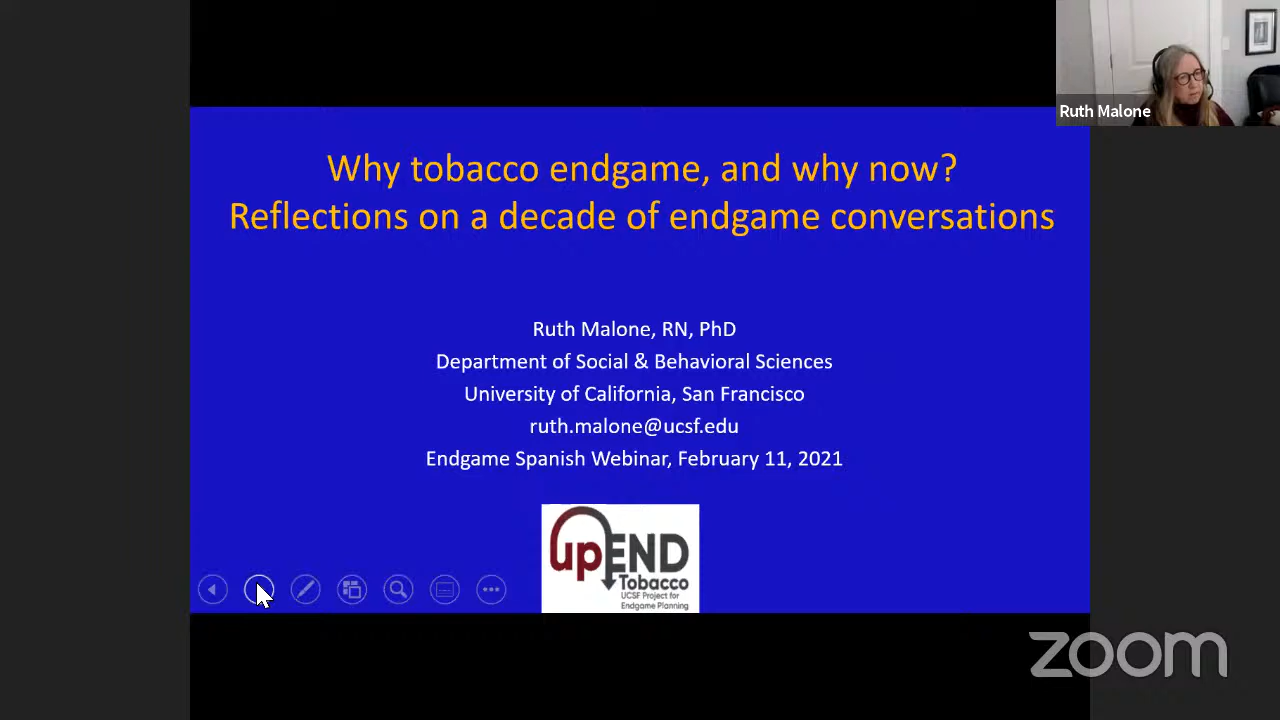 Ruth Malone
Why tobacco endgame, and why now?
Reflections on a decade of endgame conversations
Ruth Malone, RN, PhD
Department of Social & Behavioral Sciences
University of California, San Francisco
ruth.malone@ucsf.edu
Endgame Spanish Webinar, February 11, 2021
upEND
Tobacco
UCSF Project for
Endgame Planning
zoom